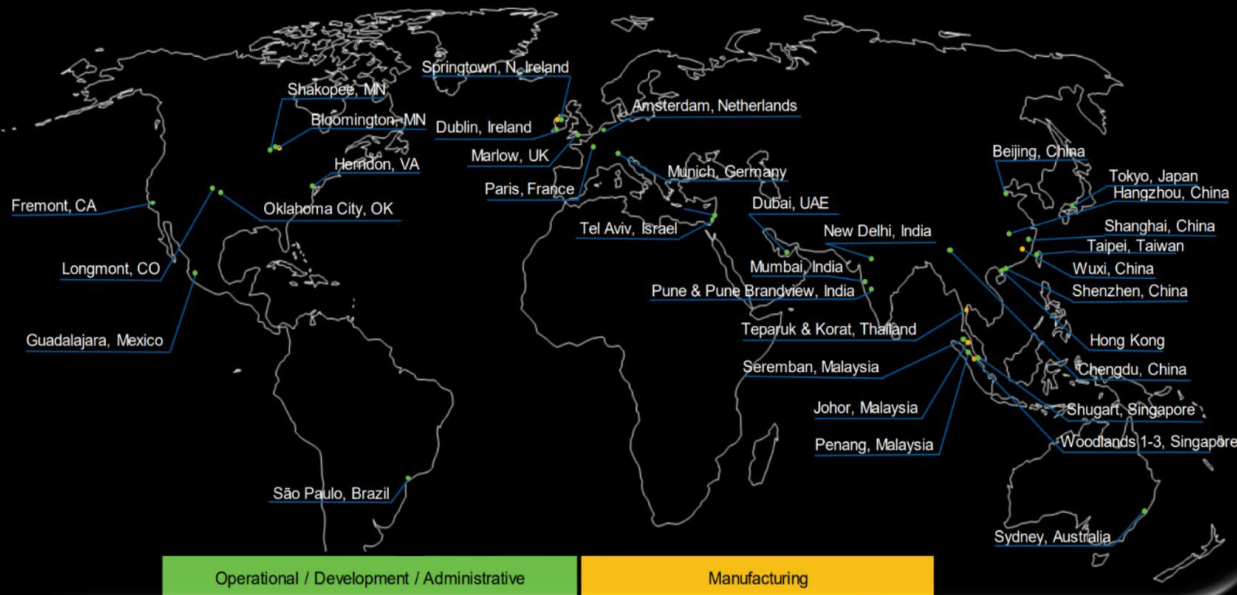 Springtown, N. Ireland
Shakopee, MN
Bloomington, MN
Dublin, Ireland
Amsterdam, Netherlands
Marlow, UK
Herndon, VA
Paris, France
Munich, Germany
Beijing, China
Tokyo, Japan
Hangzhou, China
Fremont, CA
Oklahoma City, OK
Dubai, UAE
Tel Aviv, Israel
New Delhi, India
Shanghai, China
Taipei, Taiwan
Longmont, CO
Mumbai, India
Wuxi, China
Pune & Pune Brandview, India
Shenzhen, China
Guadalajara, Mexico
Teparuk & Korat, Thailand
Hong Kong
Seremban, Malaysia
Chengdu, China
Johor, Malaysia
Shugart, Singapore
Penang, Malaysia
Woodlands 1-3, Singapore
São Paulo, Brazil
Sydney, Australia
Operational / Development / Administrative
Manufacturing